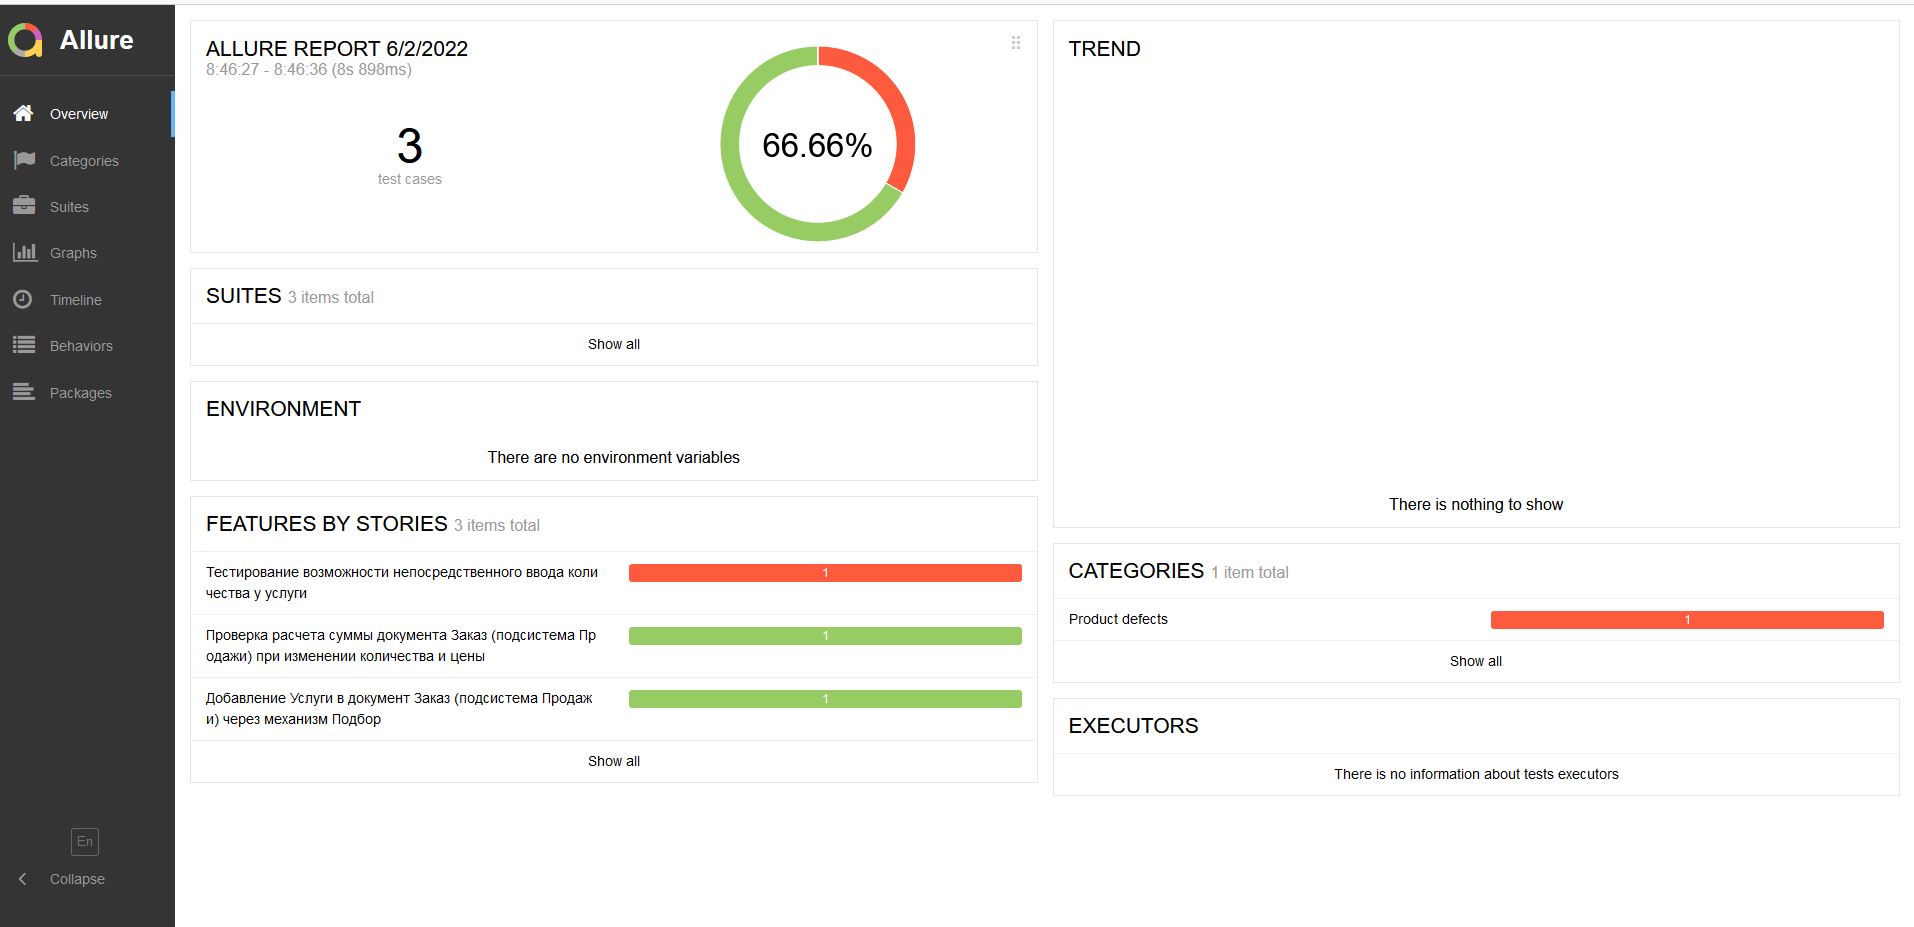 Allure
Overview
Categories
Suites
Graphs
Timeline
Behaviors
Packages
En
Collapse
ALLURE REPORT 6/2/2022
8:46:27 - 8:46:36 (8s 898ms)
3
test cases
66.66%
SUITES 3 items total
Show all
ENVIRONMENT
There are no environment variables
FEATURES BY STORIES 3 items total
Тестирование возможности непосредственного ввода коли
чества у услуги
1
Проверка расчета суммы документа Заказ (подсистема Пр
одажи) при изменении количества и цены
1
Добавление Услуги в документ Заказ (подсистема Продаж
и) через механизм Подбор
1
Show all
TREND
There is nothing to show
CATEGORIES 1 item total
Product defects
1
Show all
EXECUTORS
There is no information about tests executors